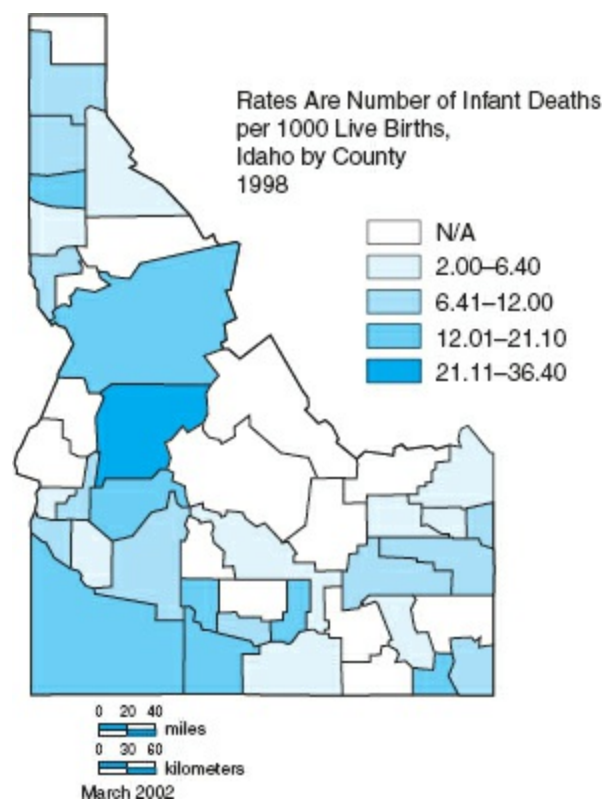 Rates Are Number of Infant Deaths
per 1000 Live Births,
Idaho by County
1998
N/A
2.00–6.40
6.41–12.00
12.01–21.10
21.11–36.40
0 20 40
miles
0 30 60
kilometers
March 2002